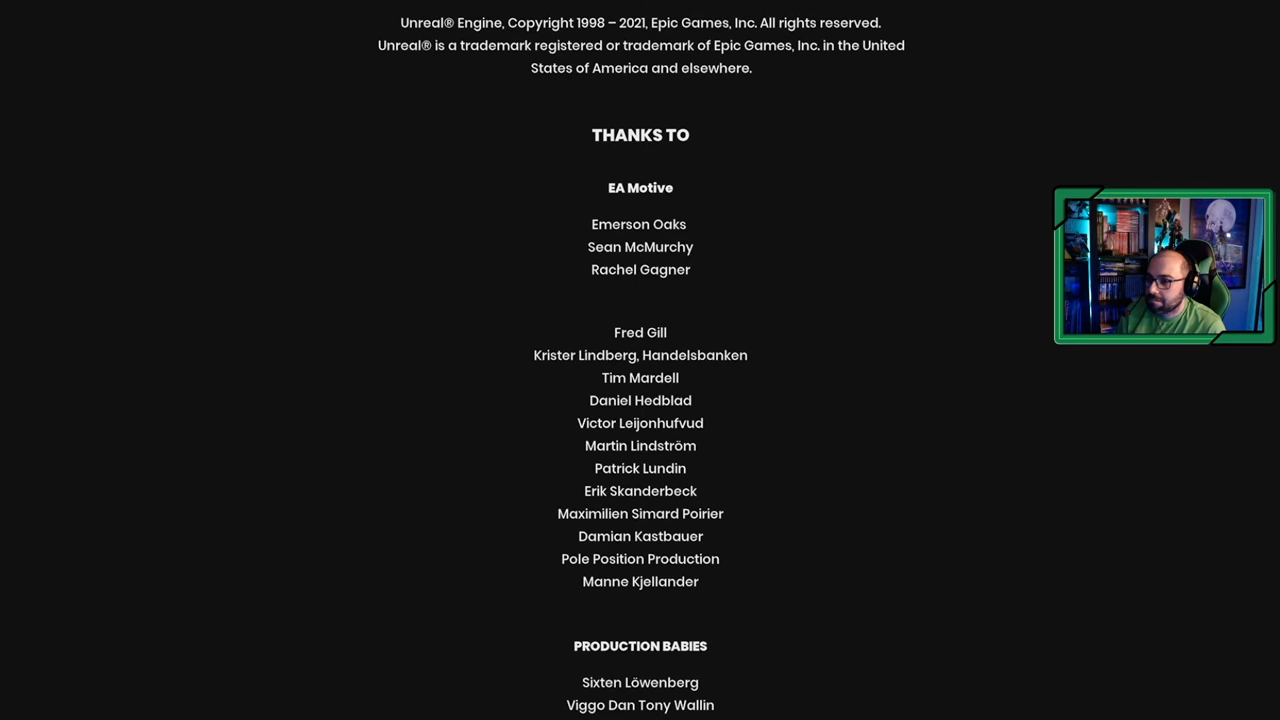 Unreal® Engine, Copyright 1998 – 2021, Epic Games, Inc. All rights reserved.
Unreal® is a trademark registered or trademark of Epic Games, Inc. in the United
States of America and elsewhere.
THANKS TO
EA Motive
Emerson Oaks
Sean McMurchy
Rachel Gagner
Fred Gill
Krister Lindberg, Handelsbanken
Tim Mardell
Daniel Hedblad
Victor Leijonhufvud
Martin Lindström
Patrick Lundin
Erik Skanderbeck
Maximilien Simard Poirier
Damian Kastbauer
Pole Position Production
Manne Kjellander
PRODUCTION BABIES
Sixten Löwenberg
Viggo Dan Tony Wallin